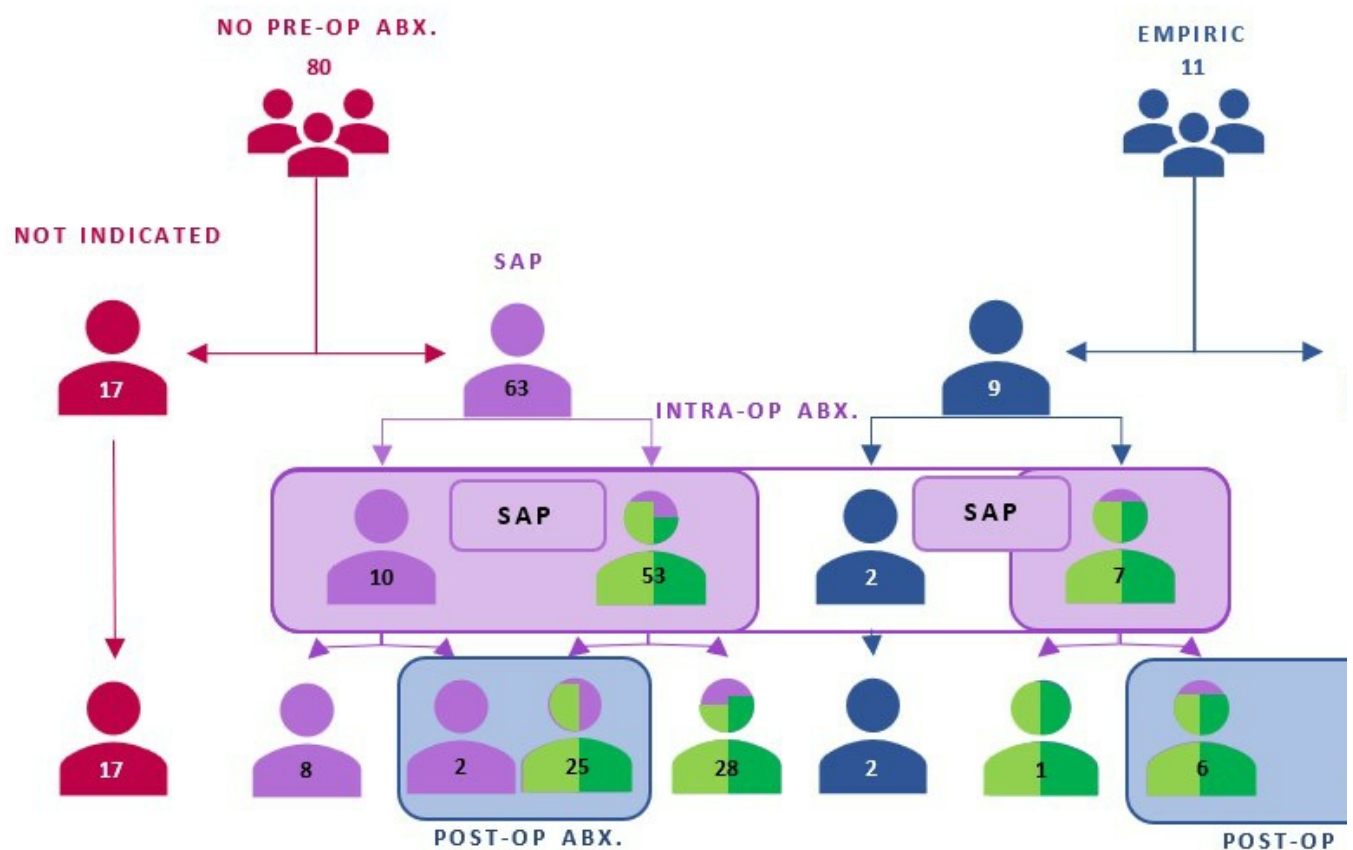 NO PRE-OP ABX.
80
EMPIRIC
11
NOT INDICATED
SAP
17
63
9
INTRA-OP ABX.
SAP
SAP
10
53
2
7
17
8
2
25
28
2
1
6
POST-OP ABX.
POST-OP